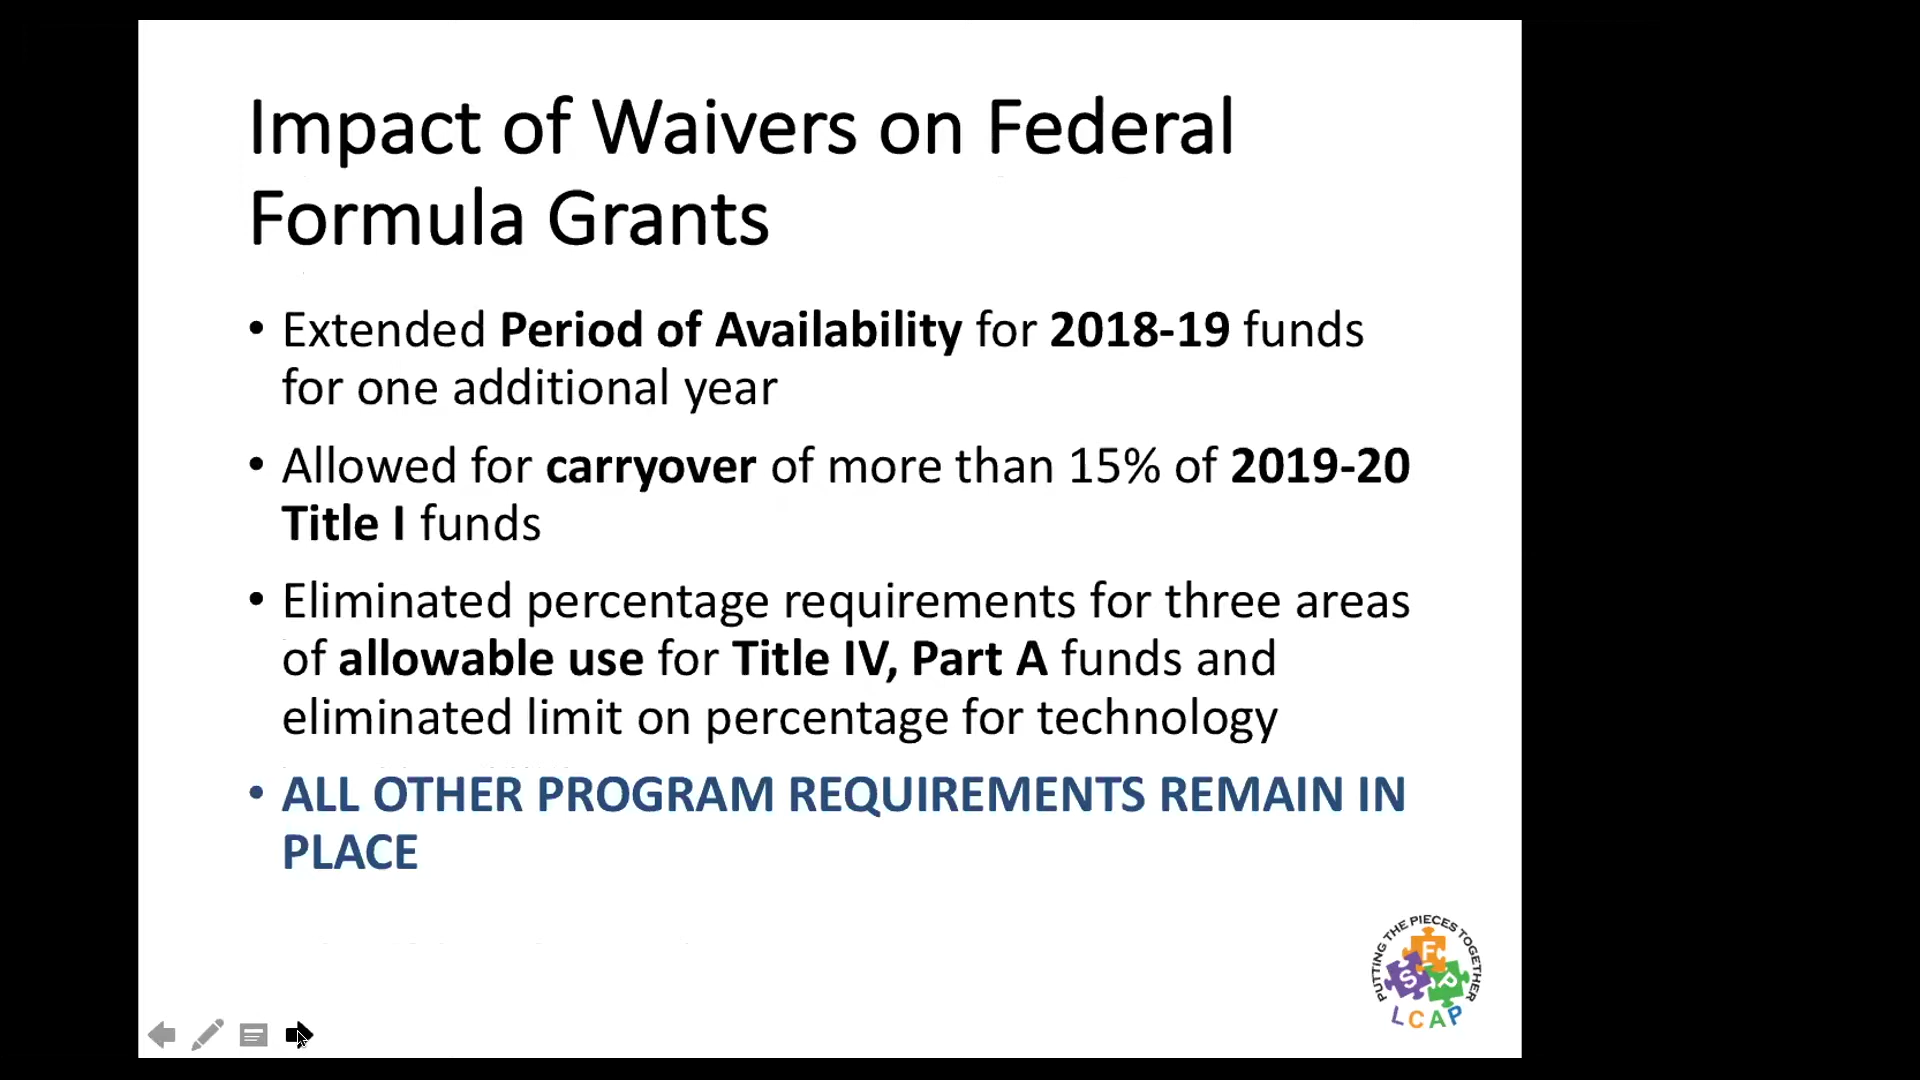 Impact of Waivers on Federal
Formula Grants
• Extended Period of Availability for 2018-19 funds
for one additional year
• Allowed for carryover of more than 15% of 2019-20
Title I funds
• Eliminated percentage requirements for three areas
of allowable use for Title IV, Part A funds and
eliminated limit on percentage for technology
• ALL OTHER PROGRAM REQUIREMENTS REMAIN IN
PLACE
PUTTING THE PIECES TOGETHER
F
S P
LCAP